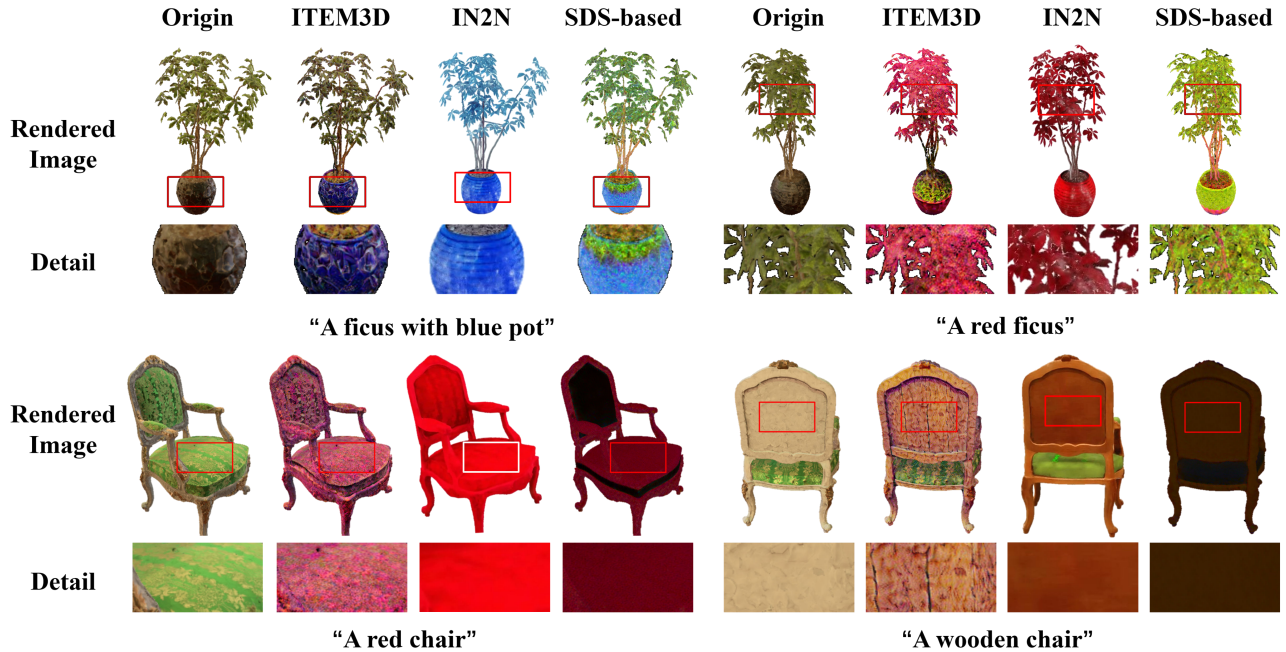 Origin ITEM3D IN2N SDS-based Origin ITEM3D IN2N SDS-based
Rendered
Image
Detail
“A ficus with blue pot” “A red ficus”
Rendered
Image
Detail
“A red chair” “A wooden chair”